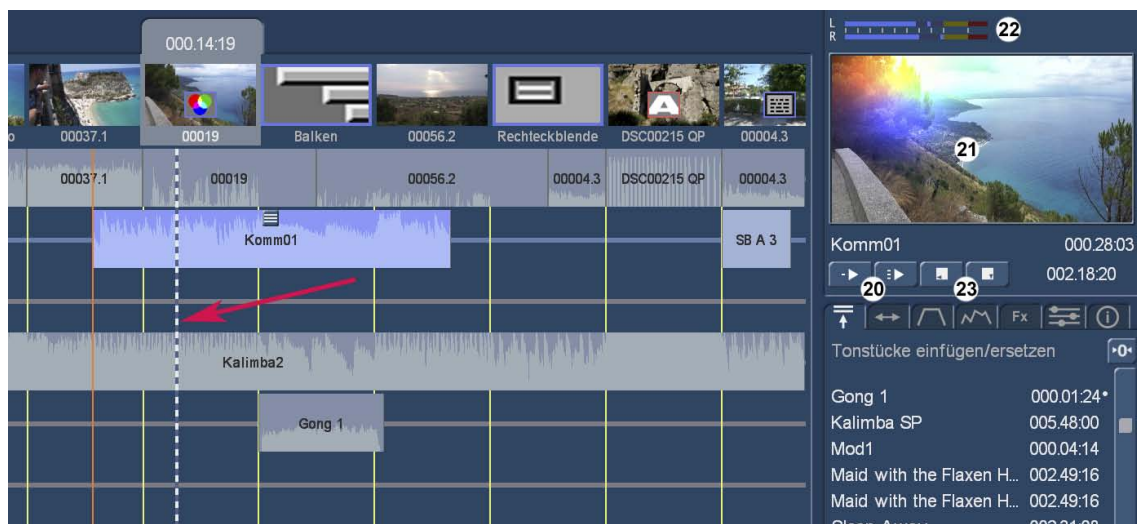 000.14:19
L
R
22
o 00037.1 00019 Balken 00056.2 Rechteckblende DSC00215 QP 00004.3
00037.1 00019 00056.2 00004.3 DSC00215 QP 00004.3
Komm01 SB A 3
Kalimba2
Gong 1
A
21
Komm01 000.28:03
002.18:20
20 23
Fx
Tonstücke einfügen/ersetzen 0
Gong 1 000.01:24
Kalimba SP 005.48:00
Mod1 000.04:14
Maid with the Flaxen H... 002.49:16
Maid with the Flaxen H... 002.49:16